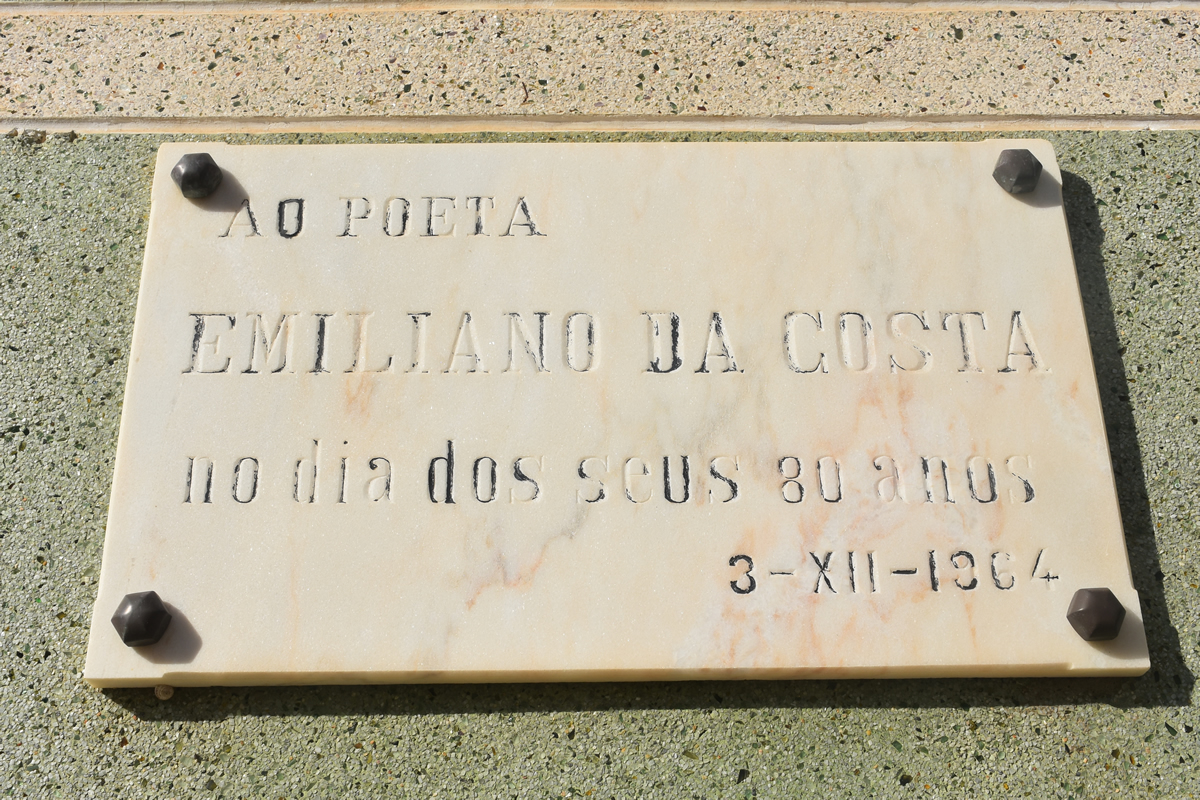 AO POETA
EMILIANO DA COSTA
no dia dos seus 80 anos
3-XII-1964